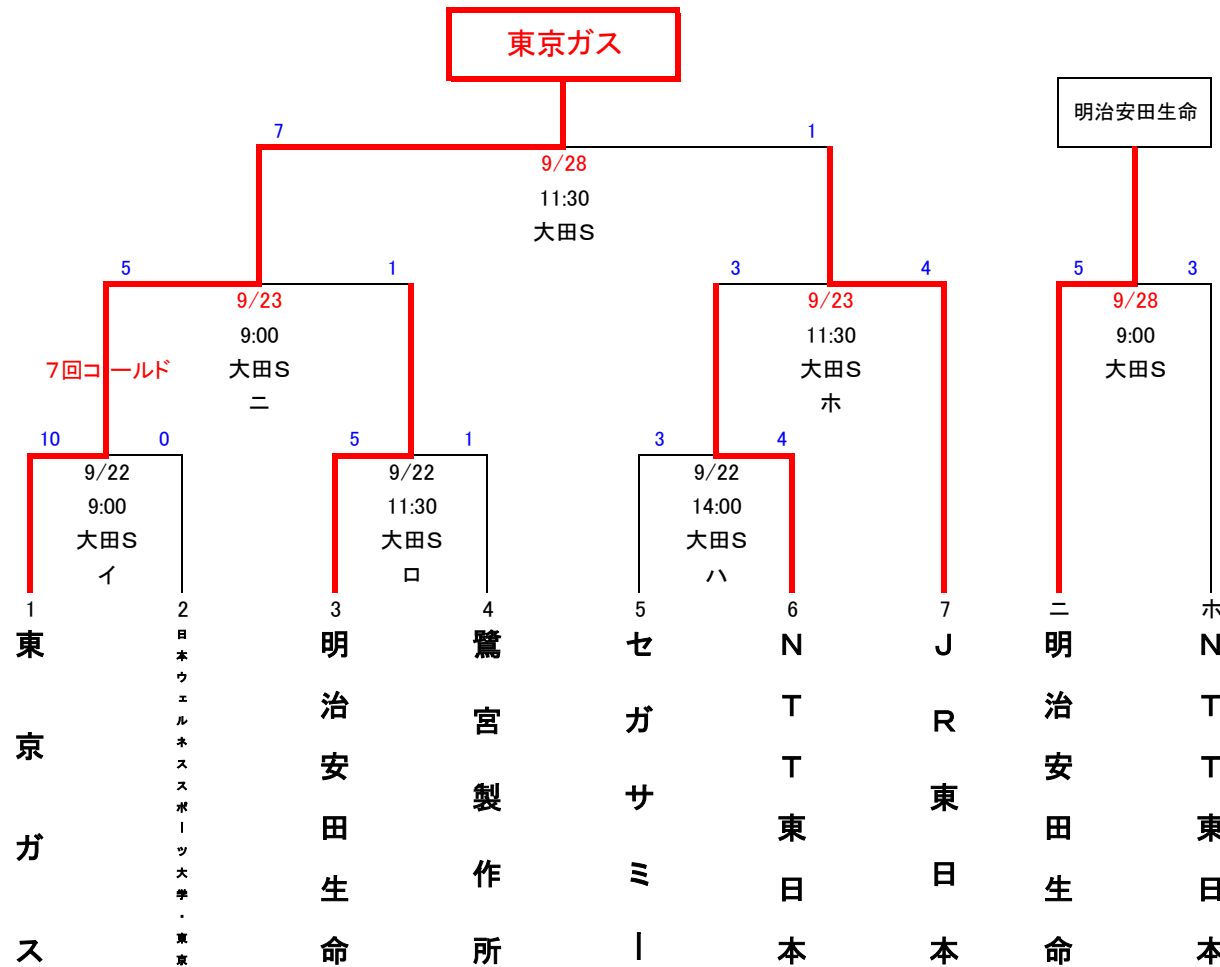 東京ガス
明治安田生命
7
1
9/28
11:30
大田S
5
1
3
4
5
3
9/23
9:00
大田S
ニ
9/23
11:30
大田S
ホ
9/28
9:00
大田S
7回コールド
10
0
5
1
3
4
9/22
9:00
大田S
イ
9/22
11:30
大田S
ロ
9/22
14:00
大田S
ハ
1
東京ガス
2
日本ウェルネススポーツ大学・東京
3
明治安田生命
4
鷺宮製作所
5
セガサミー
6
NTT東日本
7
JR東日本
ニ
明治安田生命
ホ
NTT東日本